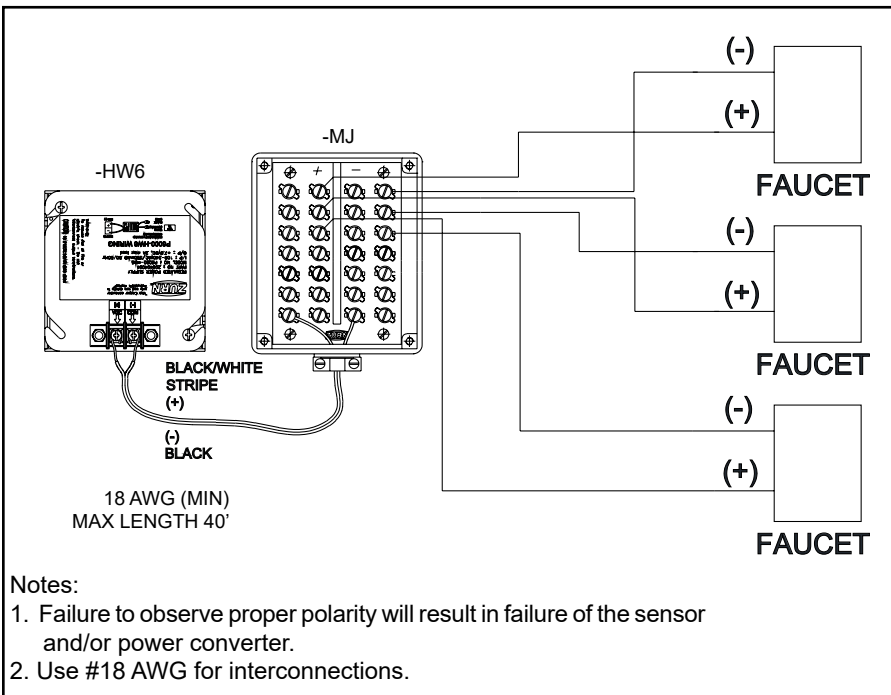 -HW6
-MJ
+ −
ZURN
BLACK/WHITE
STRIPE
(+)
(-)
BLACK
18 AWG (MIN)
MAX LENGTH 40’
(-)
(+)
FAUCET
(-)
(+)
FAUCET
(-)
(+)
FAUCET
Notes:
1. Failure to observe proper polarity will result in failure of the sensor
and/or power converter.
2. Use #18 AWG for interconnections.